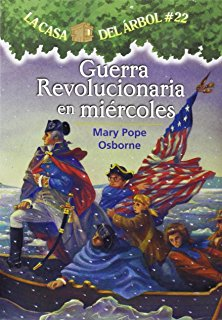 LA CASA DEL ÁRBOL #22
Guerra
Revolucionaria
en miércoles
Mary Pope
Osborne